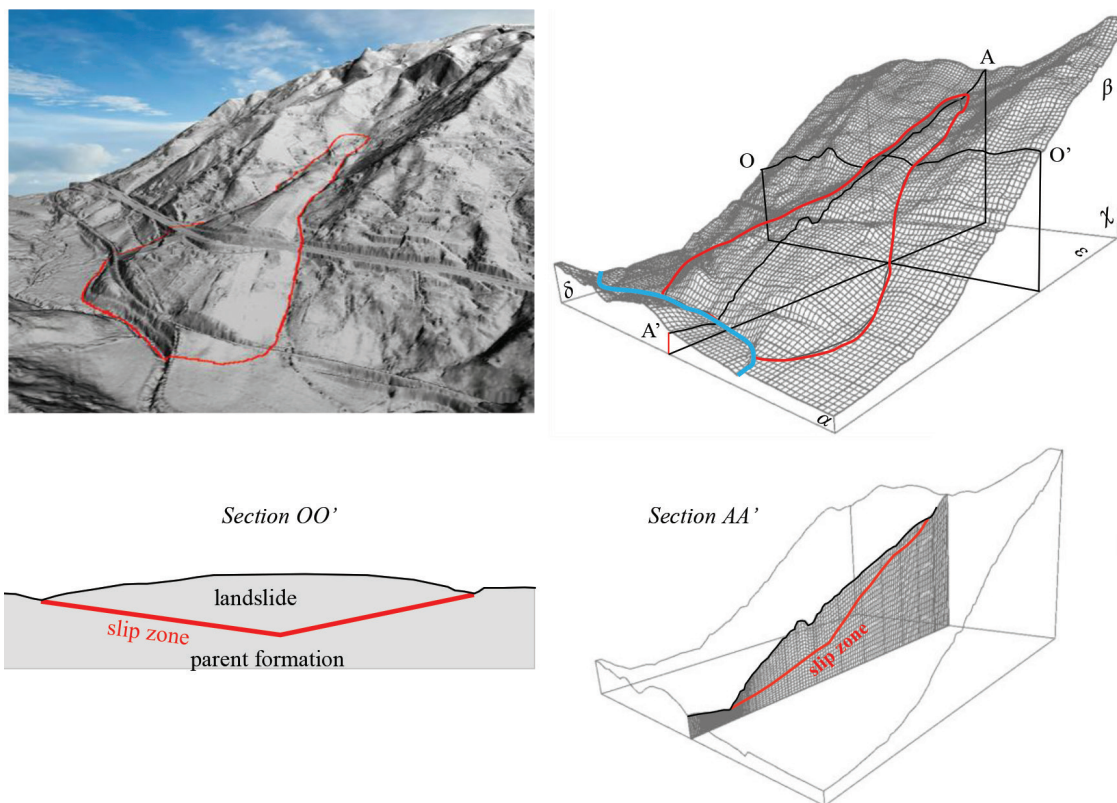 A
β
O
O'
χ
ε
δ
A'
α
Section OO'
Section AA'
landslide
slip zone
parent formation
slip zone